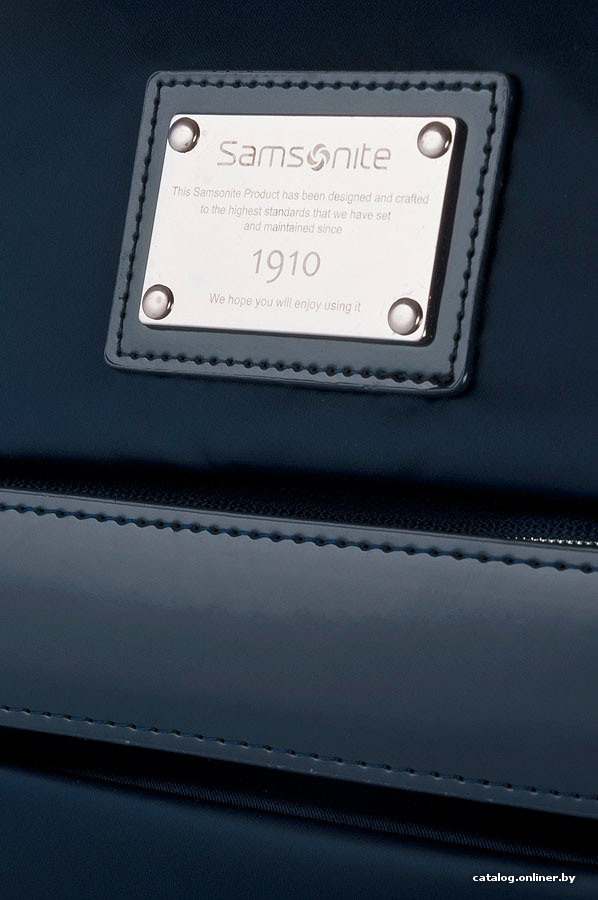 Samsonite
This Samsonite Product has been designed and crafted
to the highest standards that we have set
and maintained since
1910
We hope you will enjoy using it
catalog.onliner.by